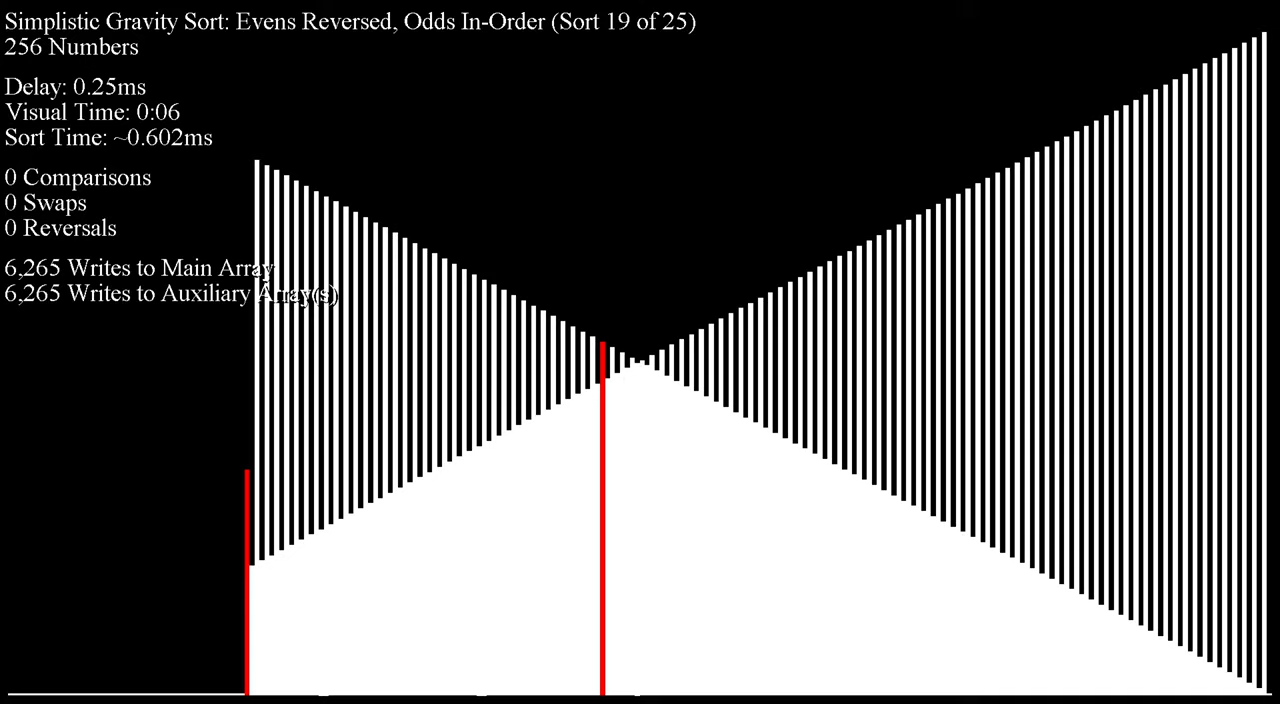 Simplistic Gravity Sort: Evens Reversed, Odds In-Order (Sort 19 of 25)
256 Numbers
Delay: 0.25ms
Visual Time: 0:06
Sort Time: ~0.602ms
0 Comparisons
0 Swaps
0 Reversals
6,265 Writes to Main Array
6,265 Writes to Auxiliary Array(s)